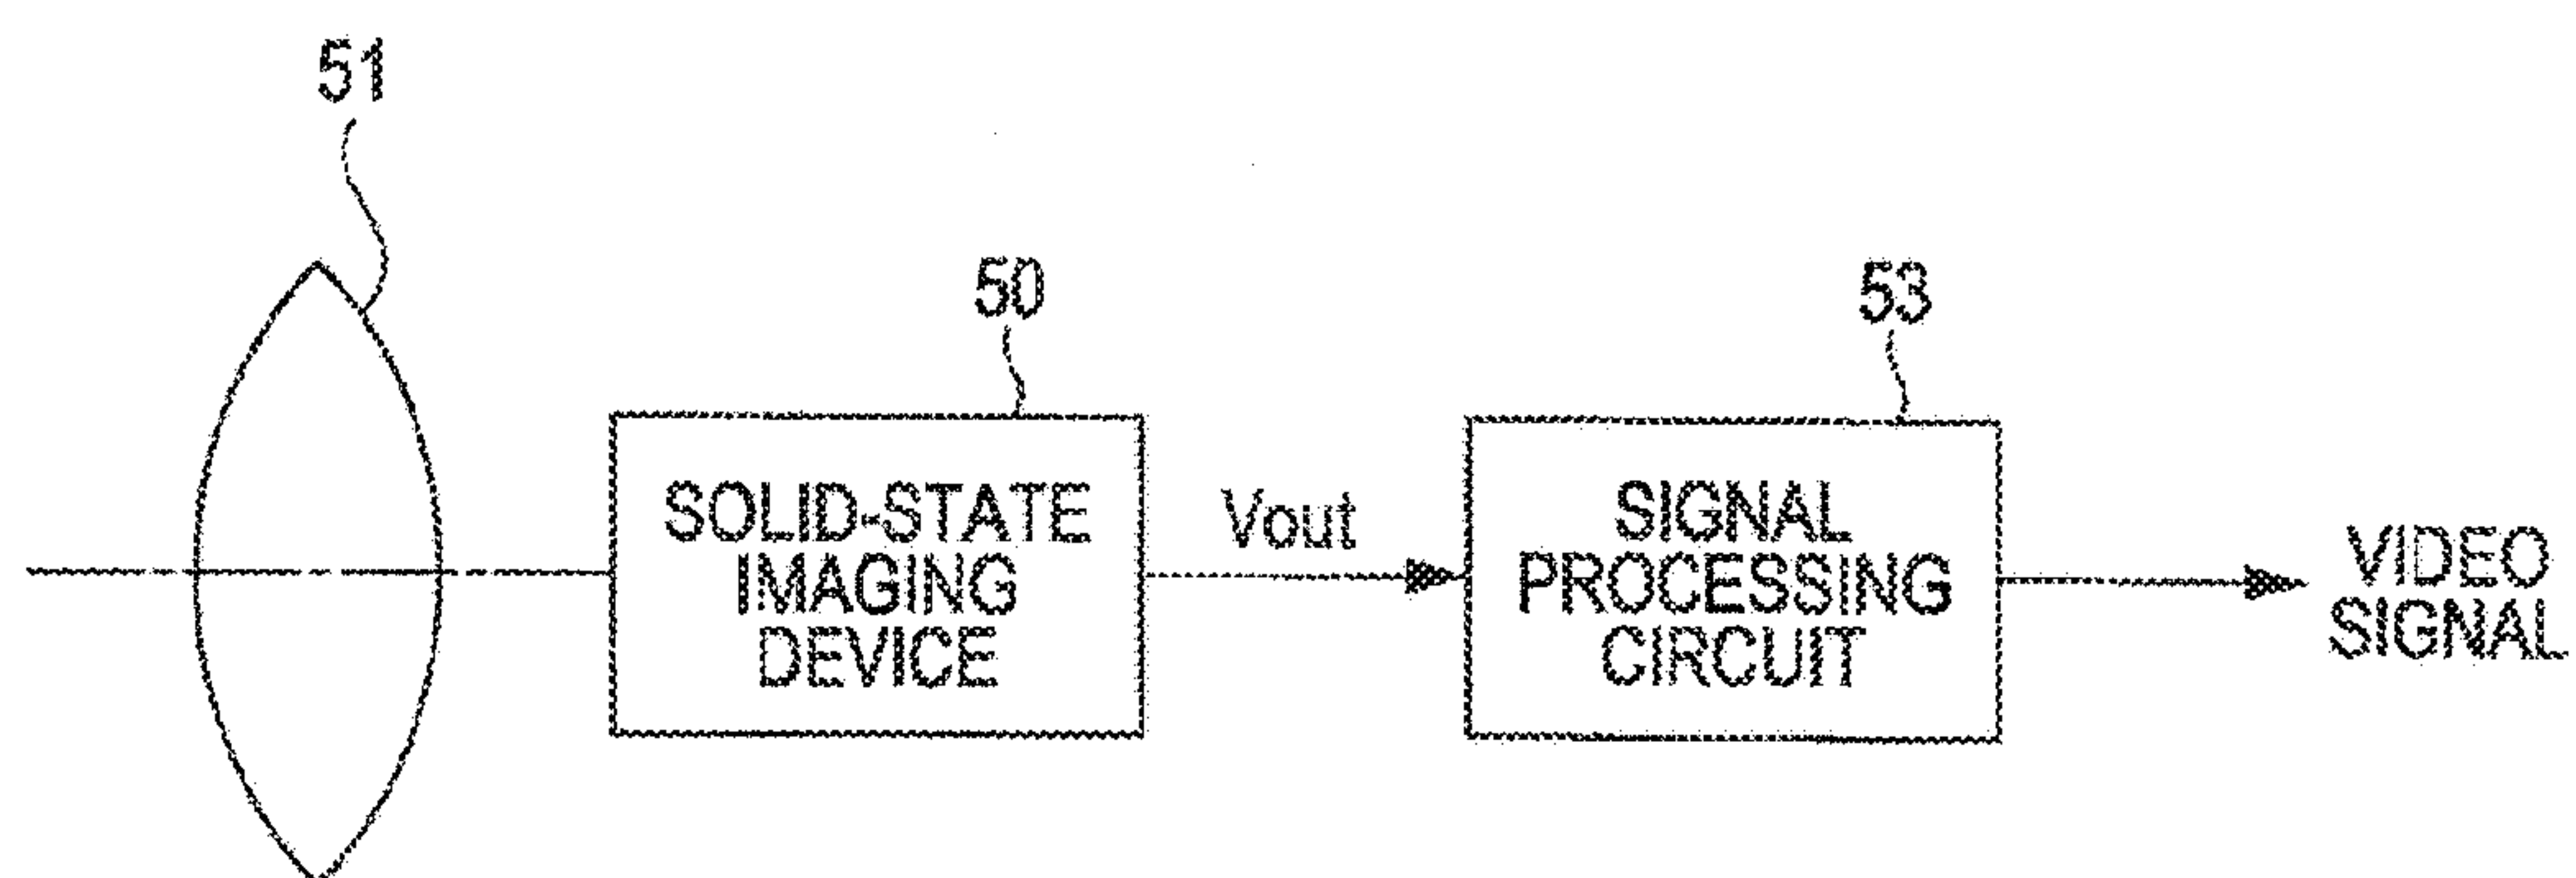 51
50
53
SOLID-STATE
IMAGING
DEVICE
Vout
SIGNAL
PROCESSING
CIRCUIT
VIDEO
SIGNAL